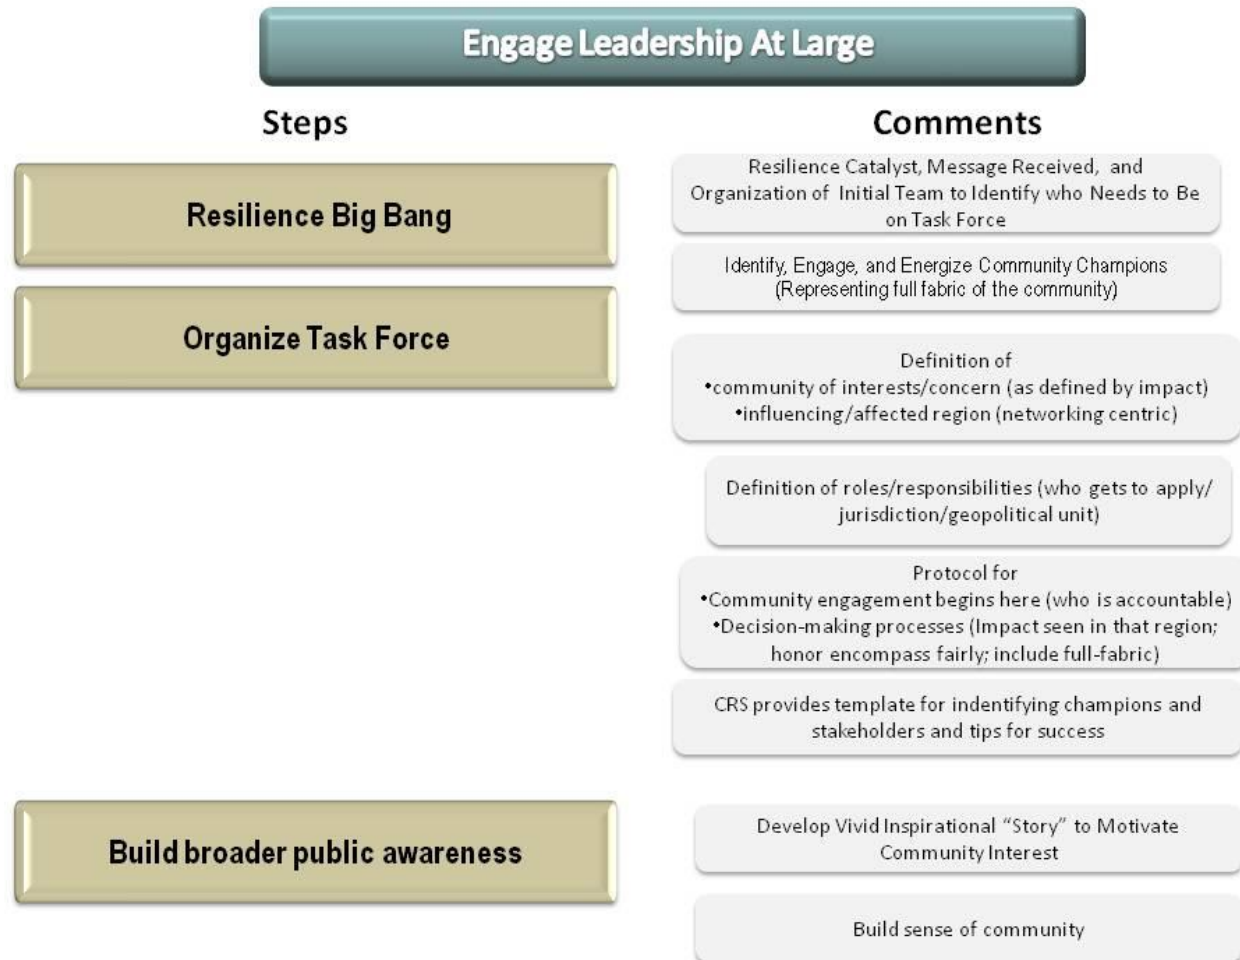 Engage Leadership At Large
Steps
Comments
Resilience Big Bang
Resilience Catalyst, Message Received, and
Organization of Initial Team to Identify who Needs to Be
on Task Force
Identify, Engage, and Energize Community Champions
(Representing full fabric of the community)
Organize Task Force
Definition of
•community of interests/concern (as defined by impact)
•influencing/affected region (networking centric)
Definition of roles/responsibilities (who gets to apply/
jurisdiction/geopolitical unit)
Protocol for
•Community engagement begins here (who is accountable)
•Decision-making processes (Impact seen in that region;
honor encompass fairly; include full-fabric)
CRS provides template for indentifying champions and
stakeholders and tips for success
Build broader public awareness
Develop Vivid Inspirational “Story” to Motivate
Community Interest
Build sense of community